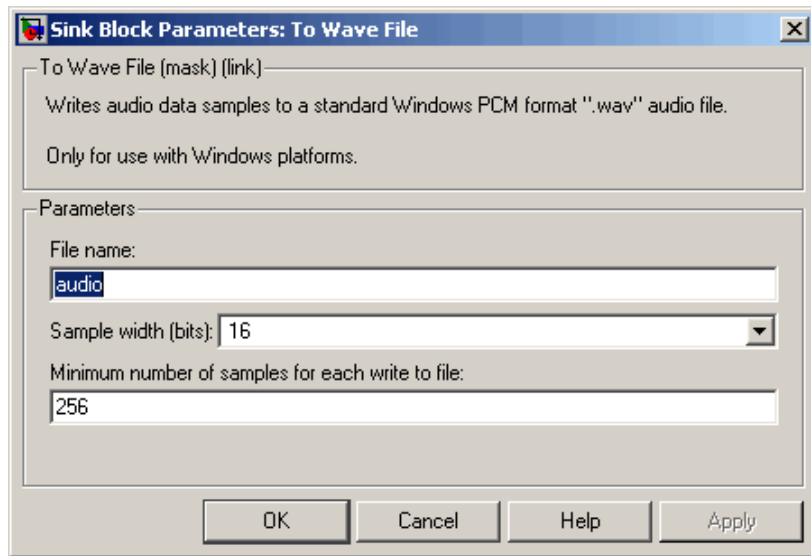 Sink Block Parameters: To Wave File
To Wave File (mask) (link)
Writes audio data samples to a standard Windows PCM format ".wav" audio file.
Only for use with Windows platforms.
Parameters
File name:
audio
Sample width (bits): 16
Minimum number of samples for each write to file:
256
OK Cancel Help Apply